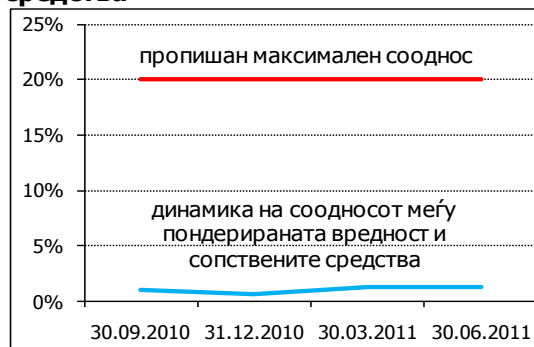 средства
25%
пропишан максимален сооднос
20%
15%
10%
динамика на соодносот меѓу
пондерираната вредност и
5%
сопствените средства
0%
30.09.2010 31.12.2010 30.03.2011 30.06.2011